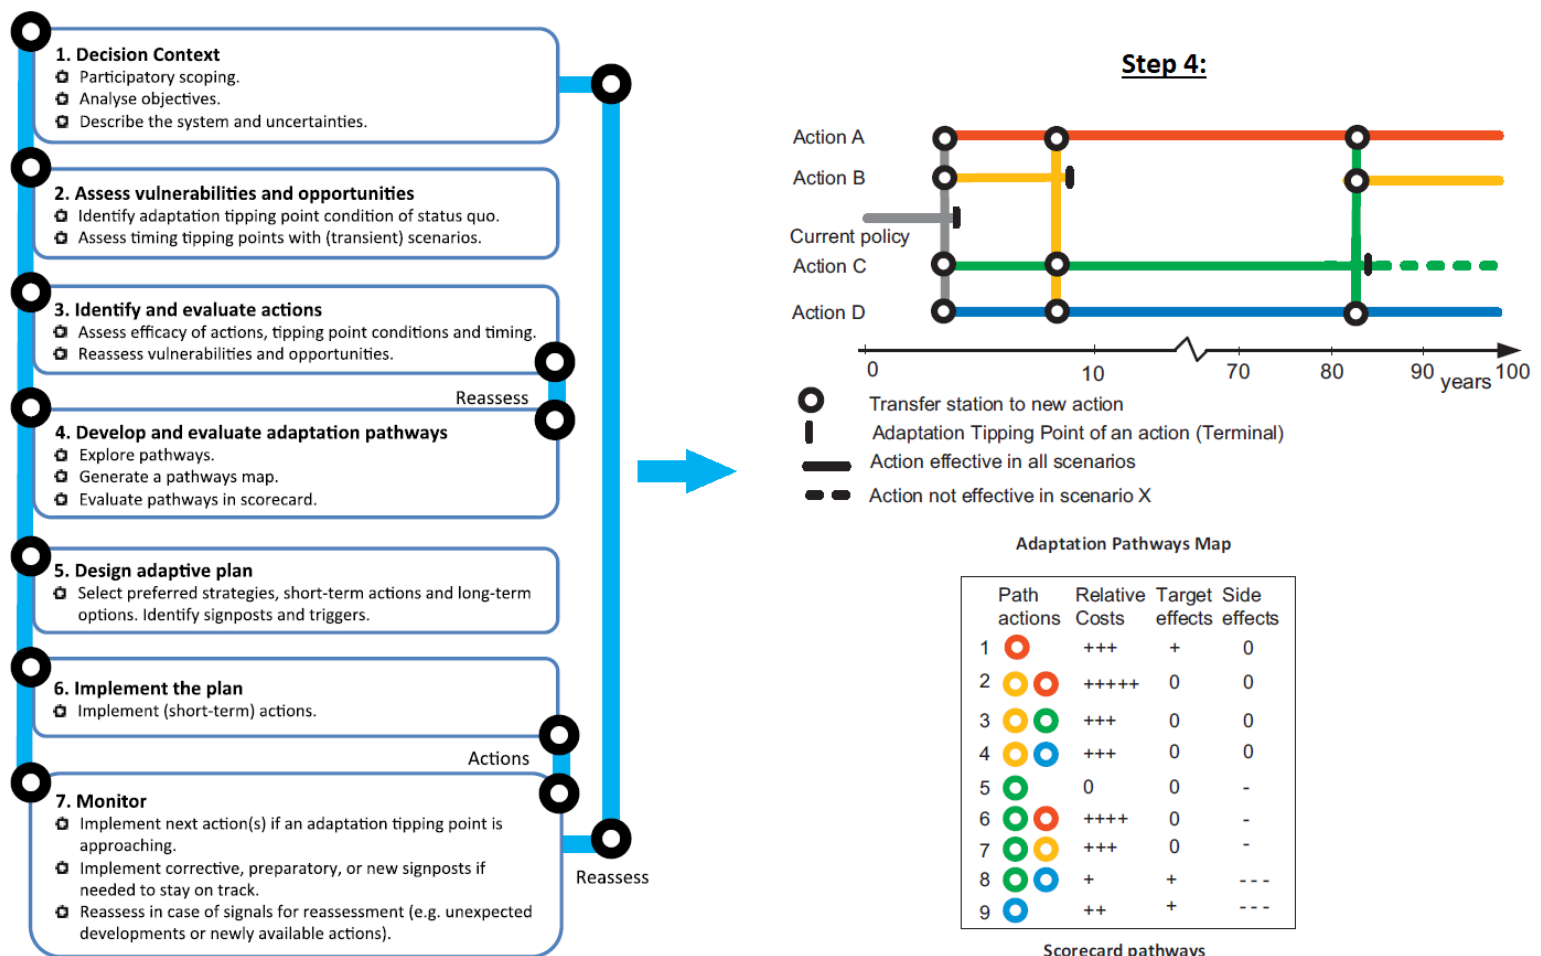 1. Decision Context
Participatory scoping.
Analyse objectives.
Describe the system and uncertainties.
2. Assess vulnerabilities and opportunities
Identify adaptation tipping point condition of status quo.
Assess timing tipping points with (transient) scenarios.
3. Identify and evaluate actions
Assess efficacy of actions, tipping point conditions and timing.
Reassess vulnerabilities and opportunities.
Reassess
4. Develop and evaluate adaptation pathways
Explore pathways.
Generate a pathways map.
Evaluate pathways in scorecard.
5. Design adaptive plan
Select preferred strategies, short-term actions and long-term
options. Identify signposts and triggers.
6. Implement the plan
Implement (short-term) actions.
Actions
7. Monitor
Implement next action(s) if an adaptation tipping point is
approaching.
Implement corrective, preparatory, or new signposts if
needed to stay on track.
Reassess in case of signals for reassessment (e.g. unexpected
developments or newly available actions).
Reassess
Step 4:
Action A
Action B
Current policy
Action C
Action D
0 10 70 80 90 years 100
Transfer station to new action
Adaptation Tipping Point of an action (Terminal)
Action effective in all scenarios
Action not effective in scenario X
Adaptation Pathways Map
Path Relative Target Side
actions Costs effects effects
1 +++ + 0
2 +++++ 0 0
3 +++ 0 0
4 +++ 0 0
5 0 0 -
6 ++++ 0 -
7 +++ 0 -
8 + + ---
9 ++ + ---
Scorecard pathways